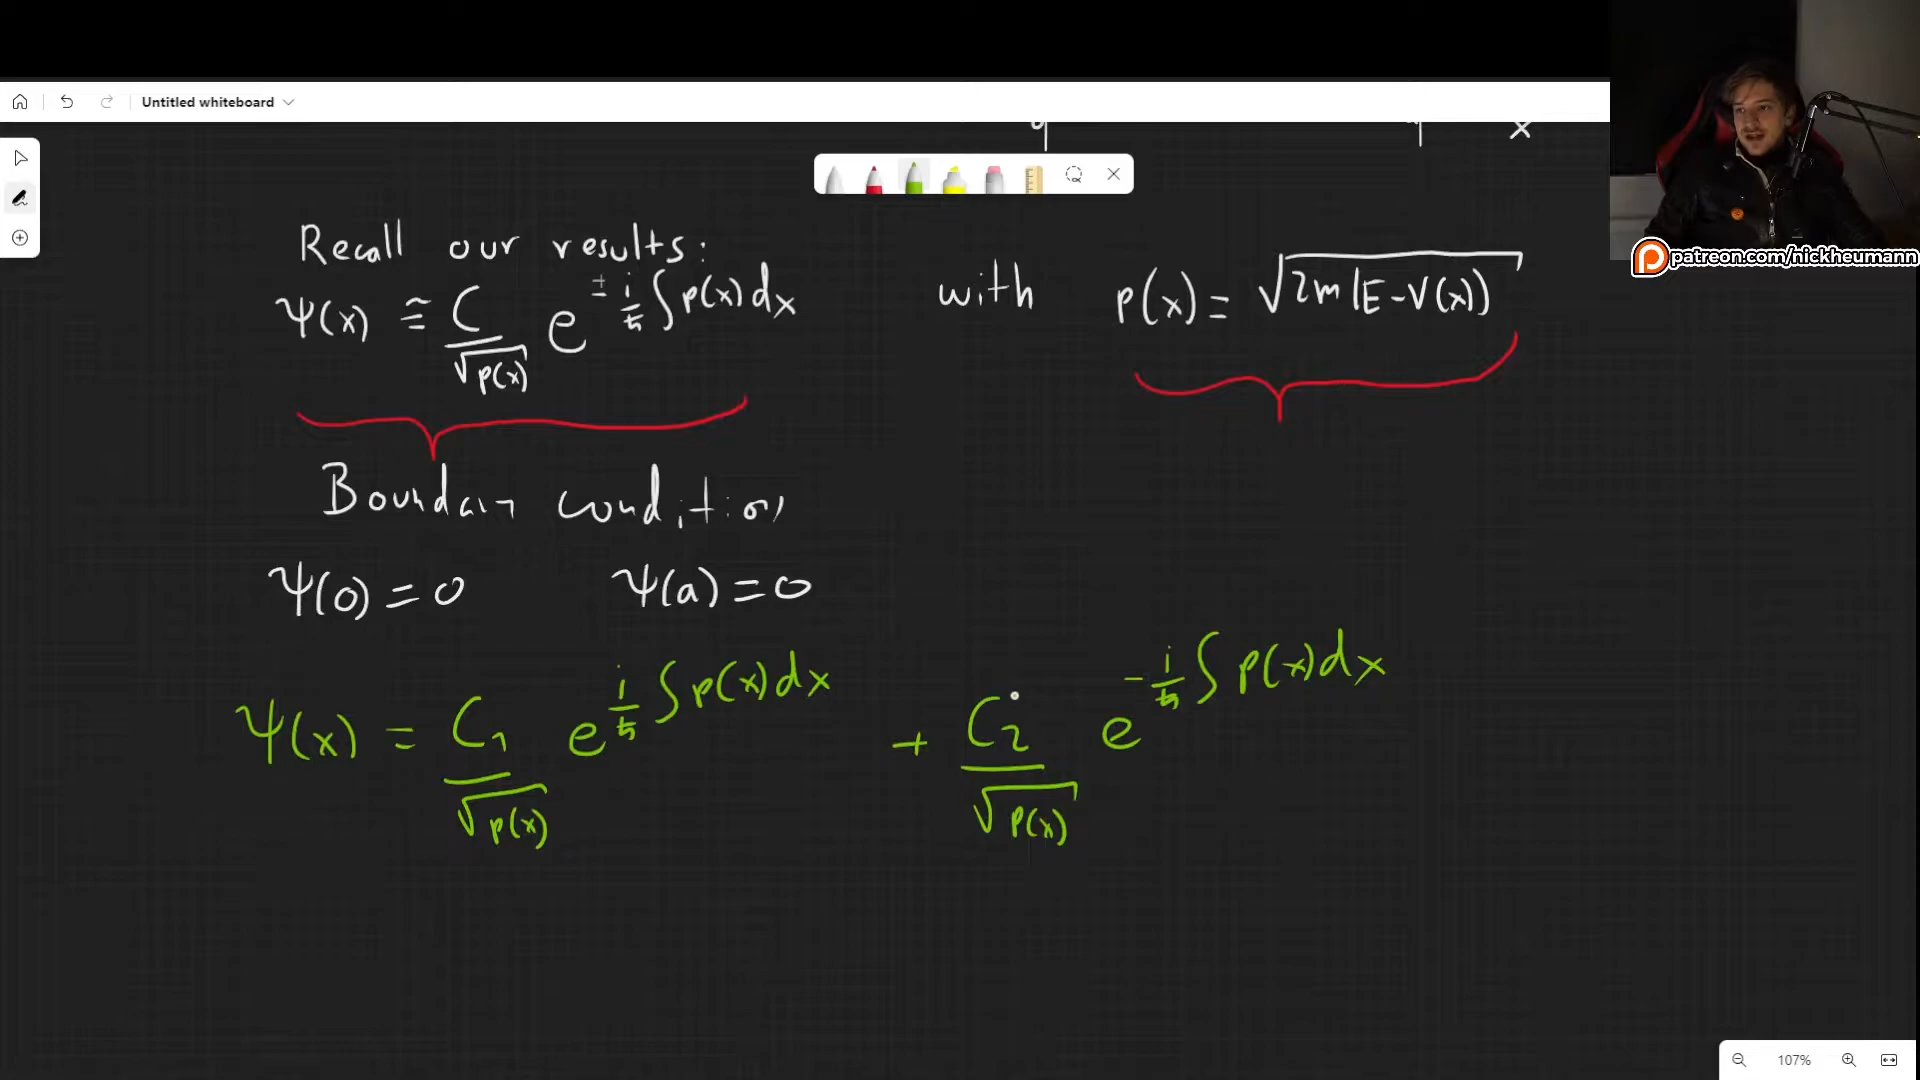 Untitled whiteboard
patreon.com/nickheumann
Recall our results:
Ψ(x) ≅ C/√p(x) e^(± i/ħ ∫p(x)dx) with p(x) = √2m(E-V(x))
Boundary condition
Ψ(0) = 0 Ψ(a) = 0
Ψ(x) = C₁/√p(x) e^(i/ħ ∫p(x)dx) + C₂/√p(x) e^(-i/ħ ∫p(x)dx)
107%